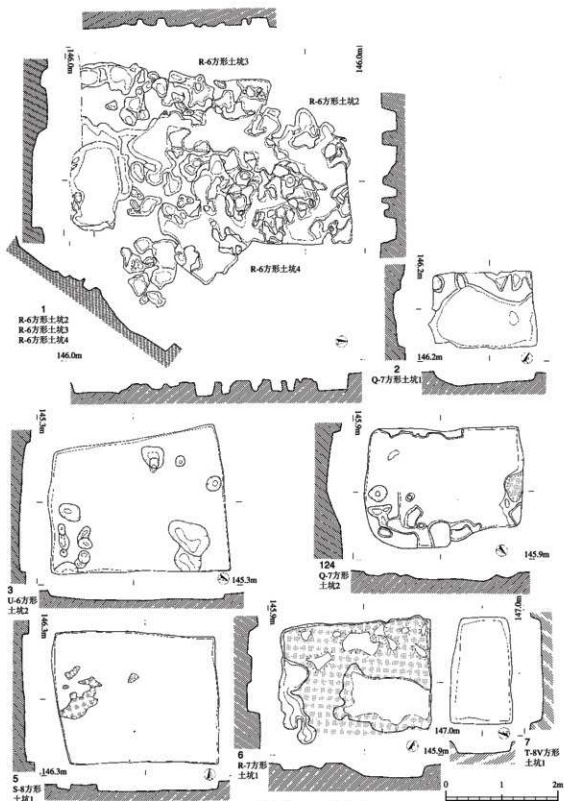 146.0m
146.0m
R-6方形土坑3
R-6方形土坑2
R-6方形土坑4
1
R-6方形土坑2
R-6方形土坑3
R-6方形土坑4
146.0m
146.2m
146.2m
2
Q-7方形土坑1
145.3m
3
U-6方形
土坑2
145.3m
145.9m
124
Q-7方形
土坑2
145.9m
146.3m
5
S-8方形
土坑1
146.3m
145.9m
6
R-7方形
土坑1
145.9m
147.0m
147.0m
7
T-8V方形
土坑1
0 1 2m